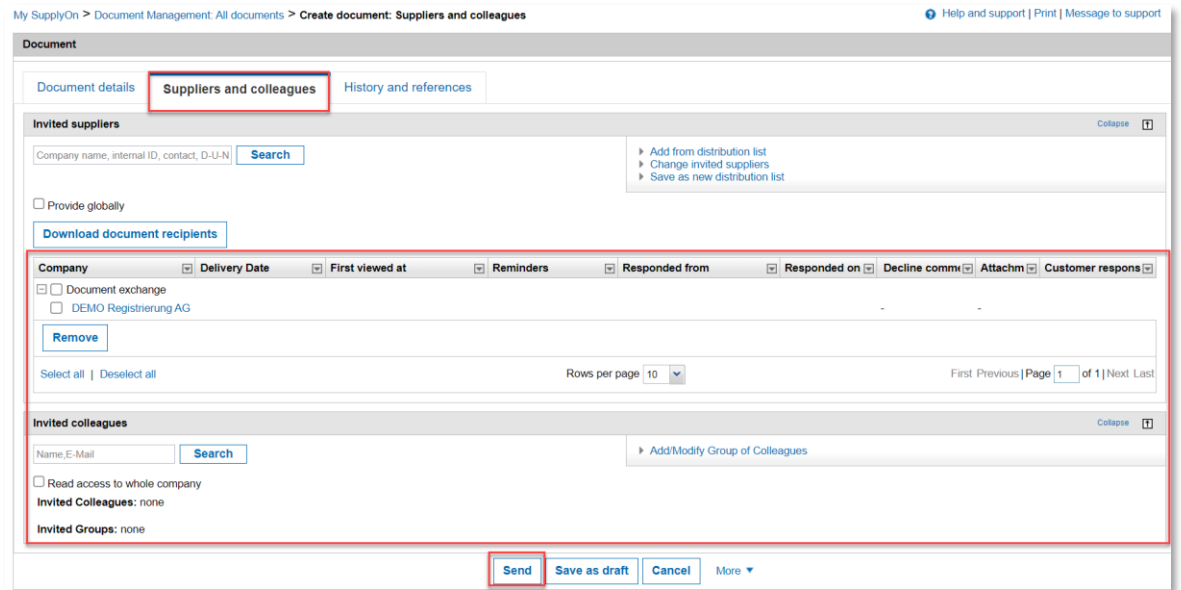 My SupplyOn > Document Management: All documents > Create document: Suppliers and colleagues
Help and support | Print | Message to support
Document
Document details
Suppliers and colleagues
History and references
Invited suppliers
Collapse
Company name, internal ID, contact, D-U-N
Search
Add from distribution list
Change invited suppliers
Save as new distribution list
Provide globally
Download document recipients
Company Delivery Date First viewed at Reminders Responded from Responded on Decline comme Attachm Customer respons
Document exchange
DEMO Registrierung AG - -
Remove
Select all | Deselect all Rows per page 10 First Previous | Page 1 of 1 | Next Last
Invited colleagues
Collapse
Name,E-Mail
Search
Add/Modify Group of Colleagues
Read access to whole company
Invited Colleagues: none
Invited Groups: none
Send Save as draft Cancel More